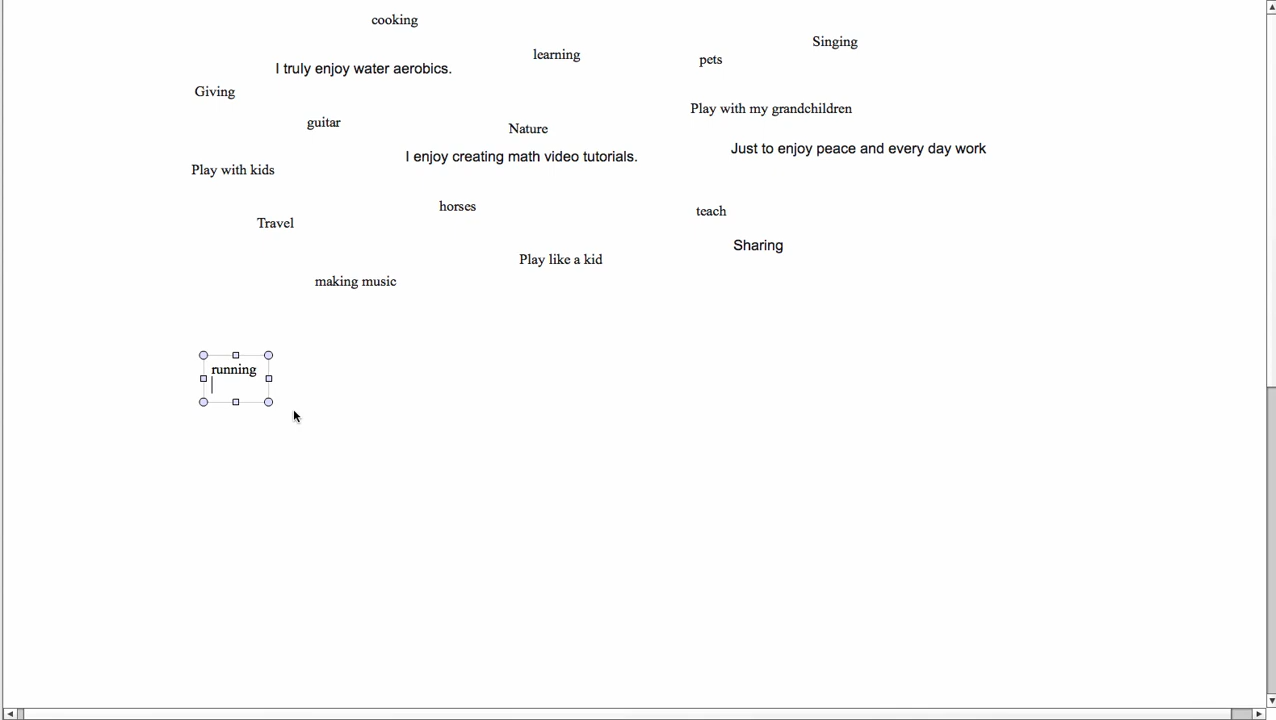 cooking
Singing
learning
pets
I truly enjoy water aerobics.
Giving
Play with my grandchildren
guitar
Nature
Just to enjoy peace and every day work
I enjoy creating math video tutorials.
Play with kids
horses
teach
Travel
Sharing
Play like a kid
making music
running